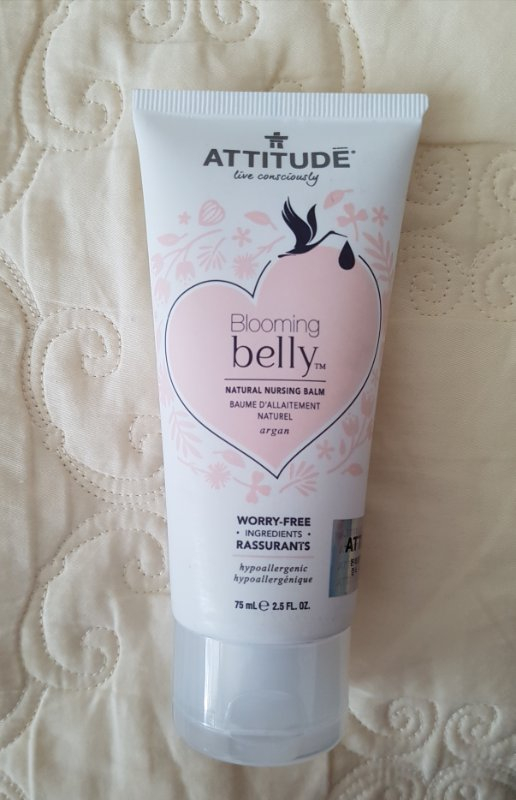 ATTITUDE
live consciously
Blooming
belly™
NATURAL NURSING BALM
BAUME D'ALLAITEMENT
NATUREL
argan
WORRY-FREE
• INGREDIENTS •
RASSURANTS
hypoallergenic
hypoallergénique
75 mL ℮ 2.5 FL. OZ.
ATT